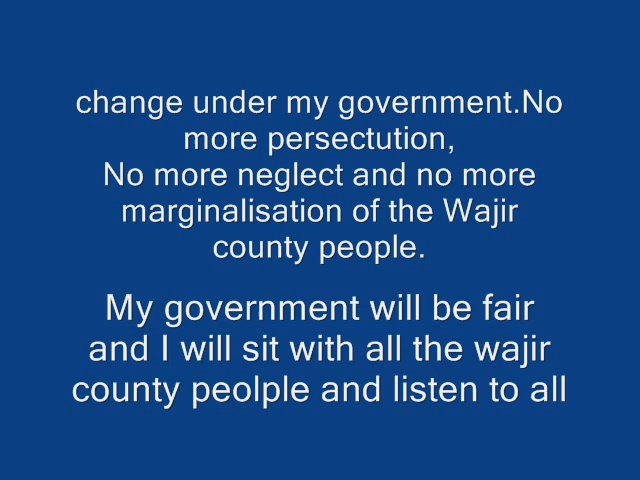 change under my government.No
more persectution,
No more neglect and no more
marginalisation of the Wajir
county people.
My government will be fair
and I will sit with all the wajir
county peolple and listen to all